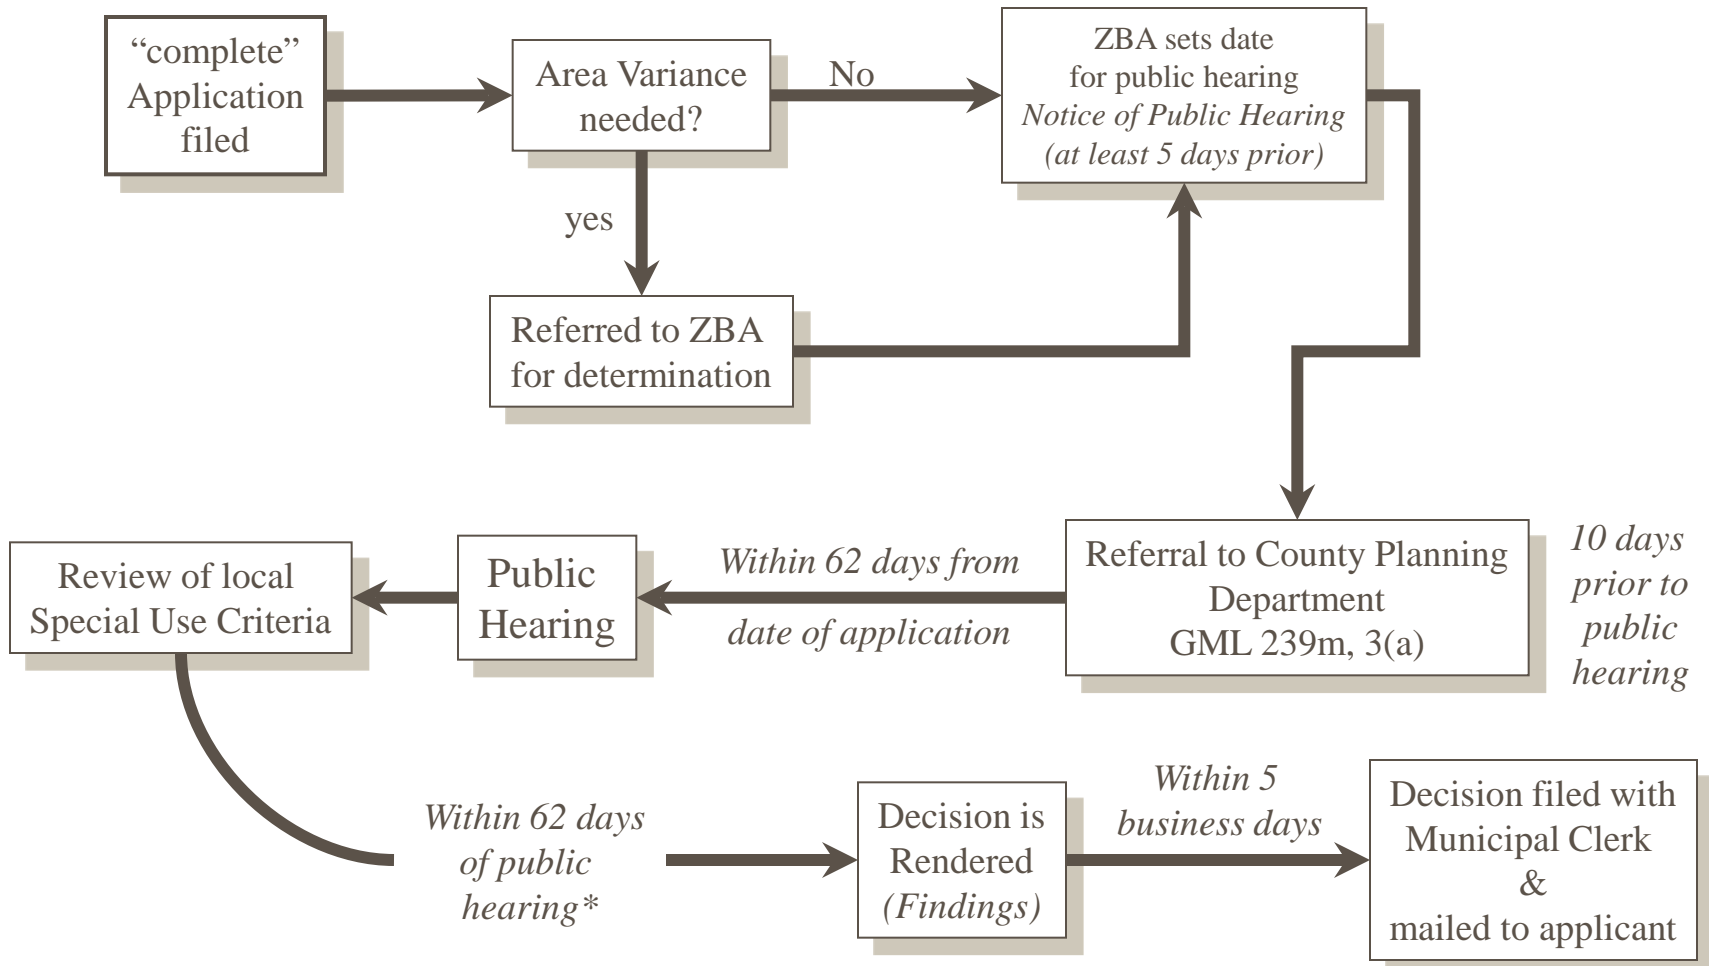 “complete”
Application
filed
Area Variance
needed?
No
ZBA sets date
for public hearing
Notice of Public Hearing
(at least 5 days prior)
yes
Referred to ZBA
for determination
Referral to County Planning
Department
GML 239m, 3(a)
10 days
prior to
public
hearing
Within 62 days from
date of application
Public
Hearing
Review of local
Special Use Criteria
Within 62 days
of public
hearing*
Decision is
Rendered
(Findings)
Within 5
business days
Decision filed with
Municipal Clerk
&
mailed to applicant